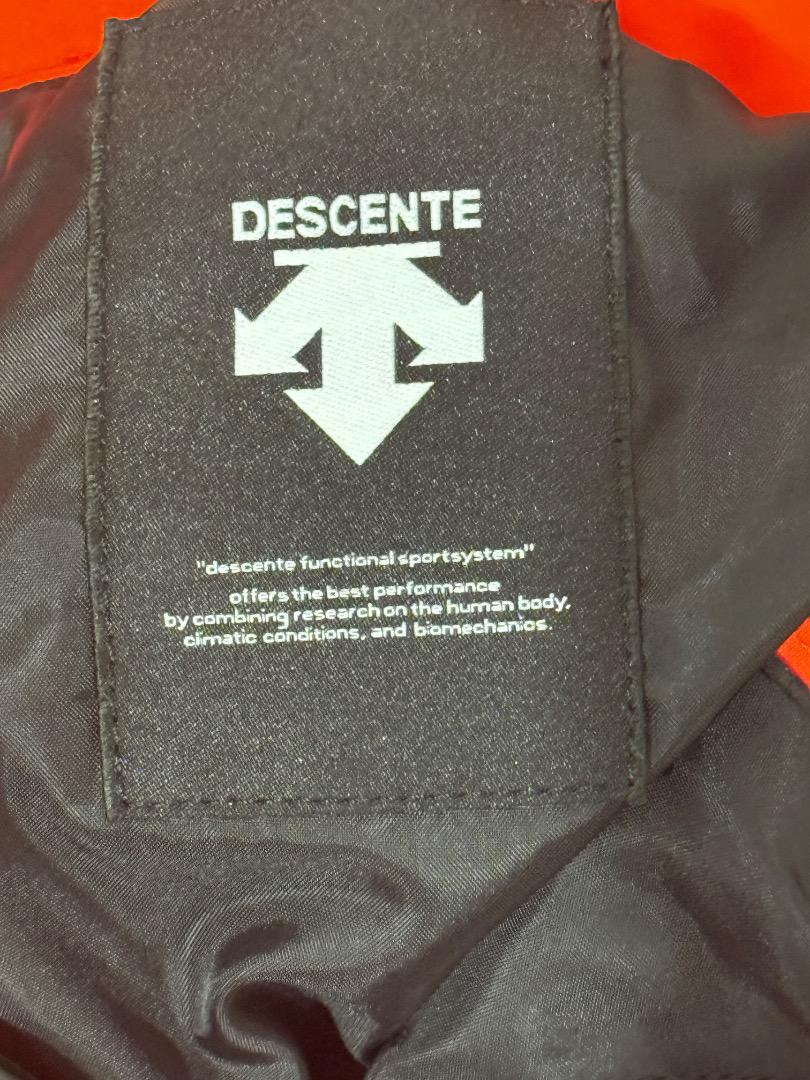 DESCENTE
"descente functional sportsystem"
offers the best performance
by combining research on the human body,
climatic conditions, and biomechanics.